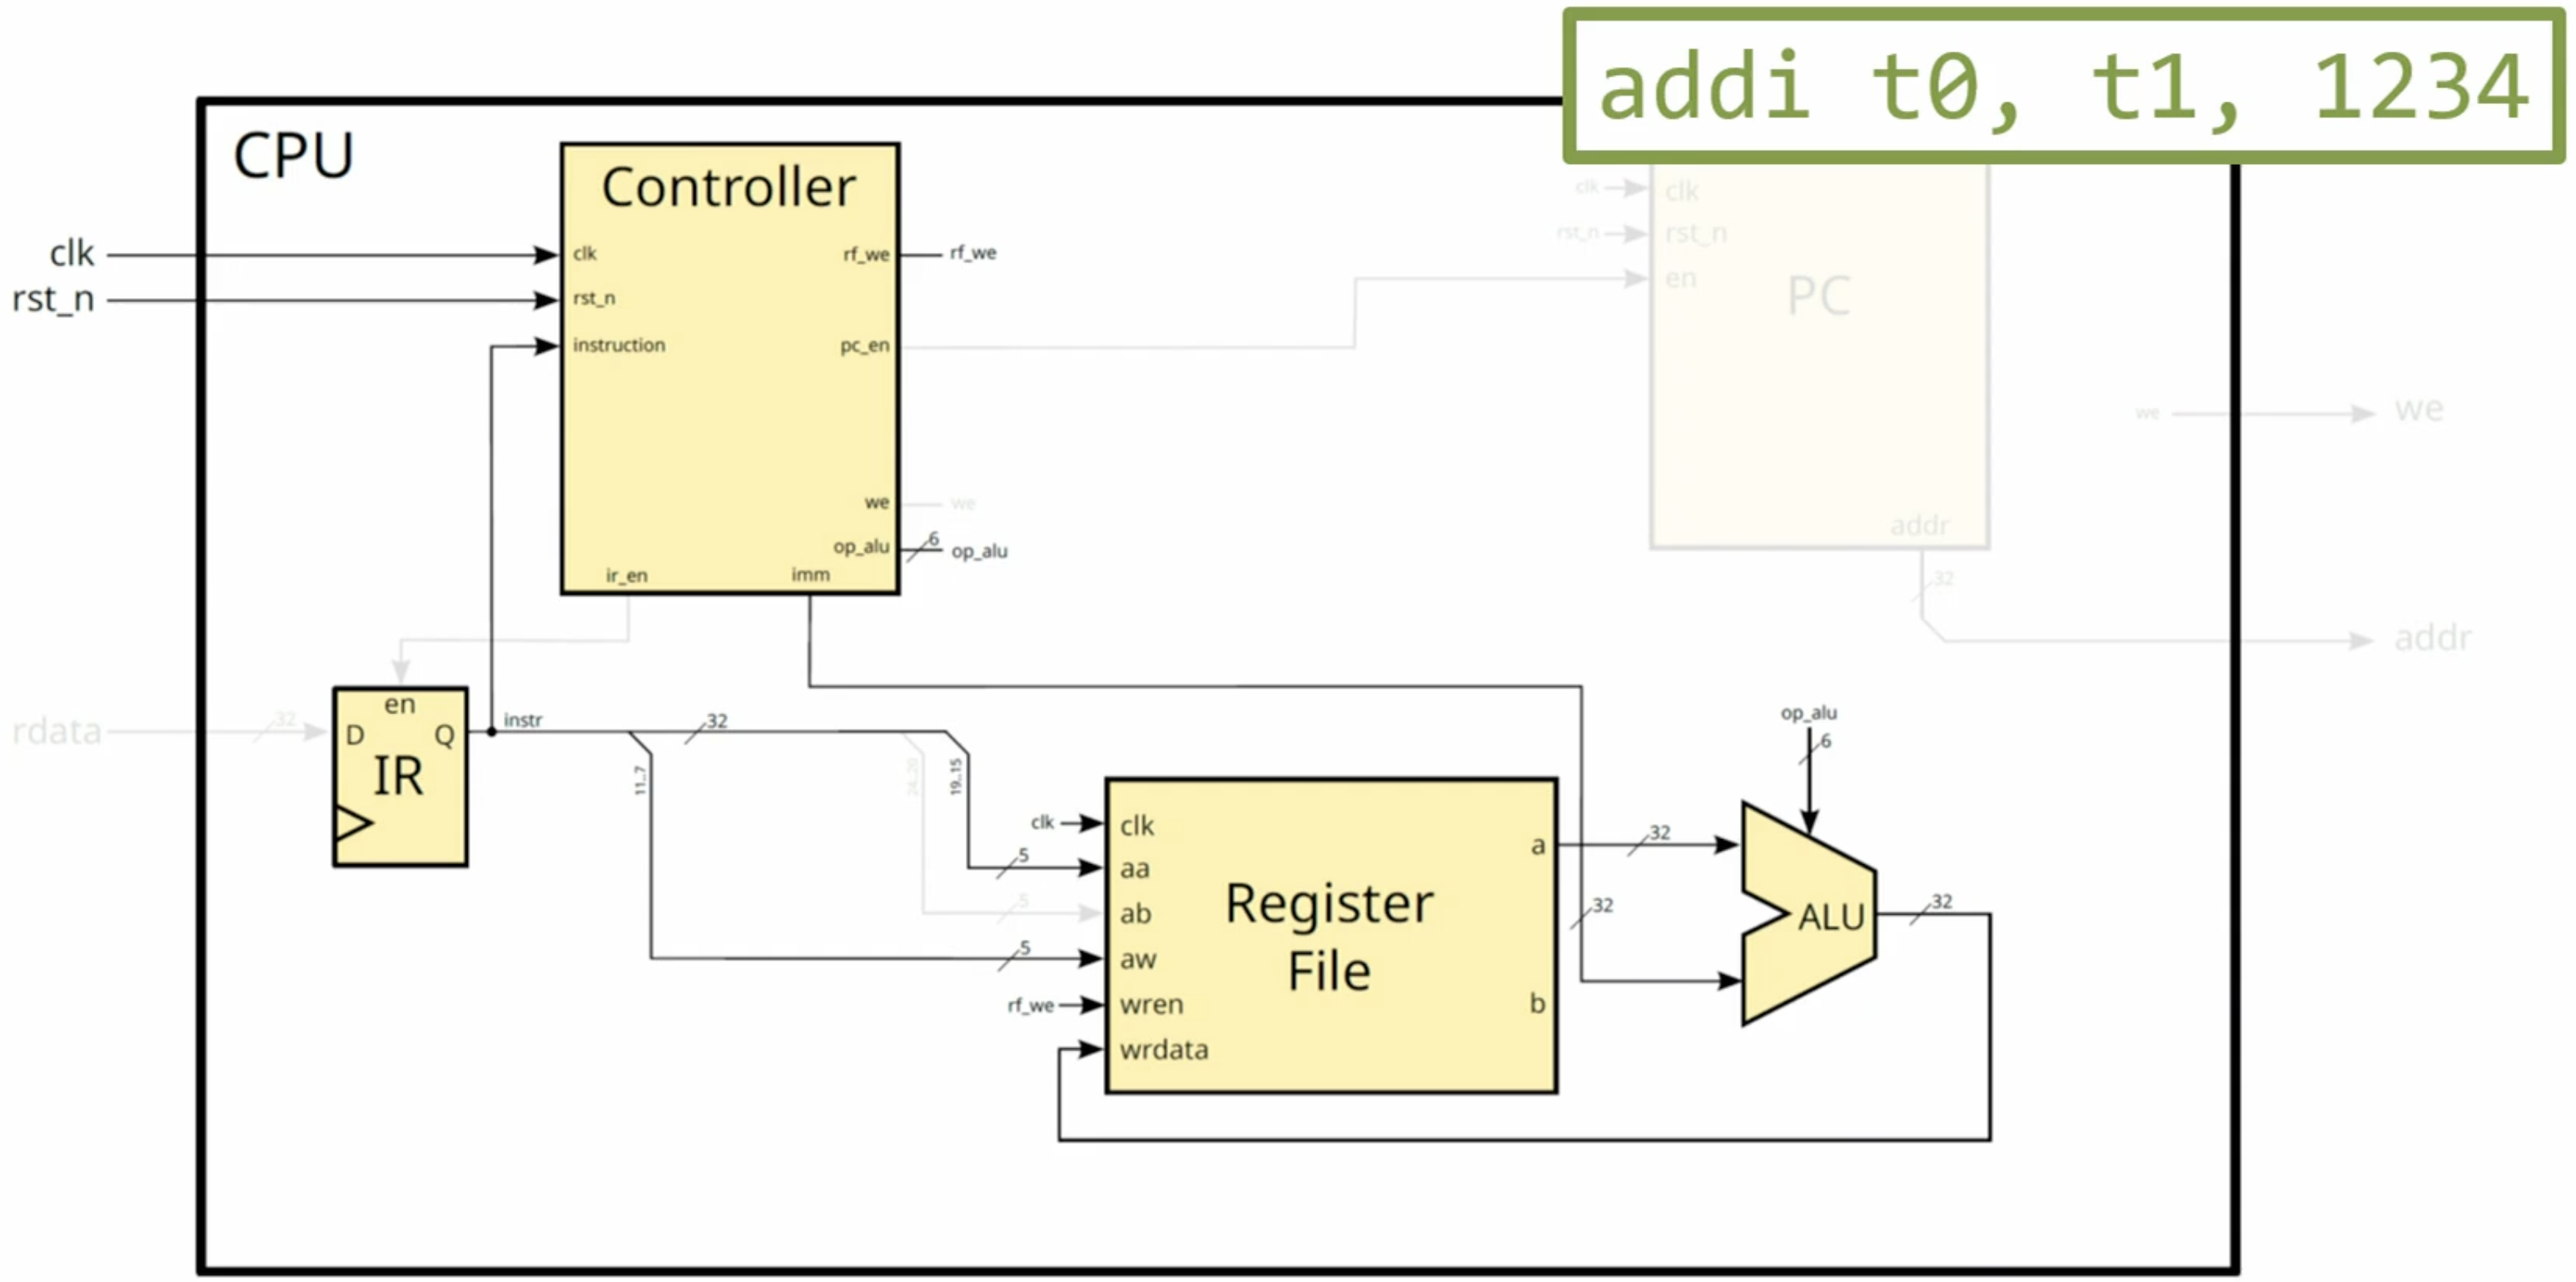 addi t0, t1, 1234
CPU
Controller
clk
clk
rf_we
rf_we
rst_n
rst_n
instruction
pc_en
we
we
op_alu
6
op_alu
ir_en
imm
clk
clk
rst_n
rst_n
en
PC
addr
32
we
we
addr
rdata
32
en
D
Q
IR
instr
32
11..7
24..20
19..15
clk
clk
5
aa
5
ab
5
aw
rf_we
wren
wrdata
Register
File
a
b
32
32
op_alu
6
ALU
32